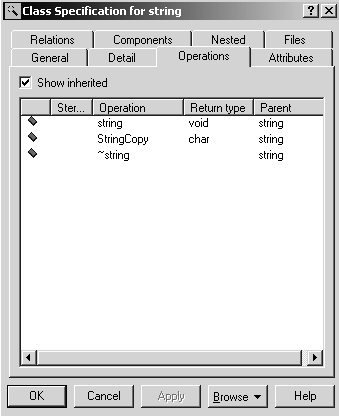 Class Specification for string
Relations Components Nested Files
General Detail Operations Attributes
Show inherited
Ster... Operation Return type Parent
string void string
StringCopy char string
~string string
OK Cancel Apply Browse Help